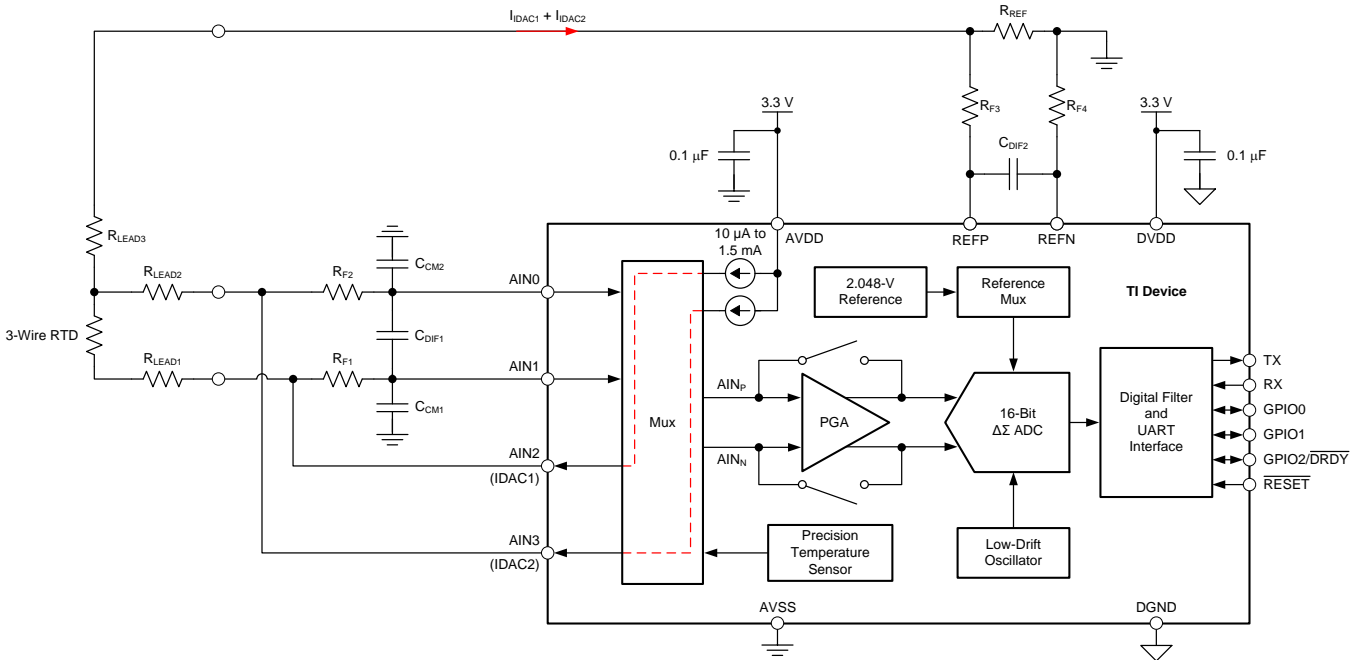 IIDAC1 + IIDAC2
RREF
3.3 V
RF3
RF4
3.3 V
0.1 μF
CDIF2
0.1 μF
RLEAD3
10 μA to
1.5 mA
AVDD
REFP
REFN
DVDD
RLEAD2
RF2
CCM2
AIN0
2.048-V
Reference
Reference
Mux
TI Device
3-Wire RTD
CDIF1
RLEAD1
RF1
AIN1
TX
RX
CCM1
Mux
AINP
PGA
16-Bit
ΔΣ ADC
Digital Filter
and
UART
Interface
GPIO0
GPIO1
AIN2
(IDAC1)
AINN
GPIO2/DRDY
RESET
AIN3
(IDAC2)
Precision
Temperature
Sensor
Low-Drift
Oscillator
AVSS
DGND